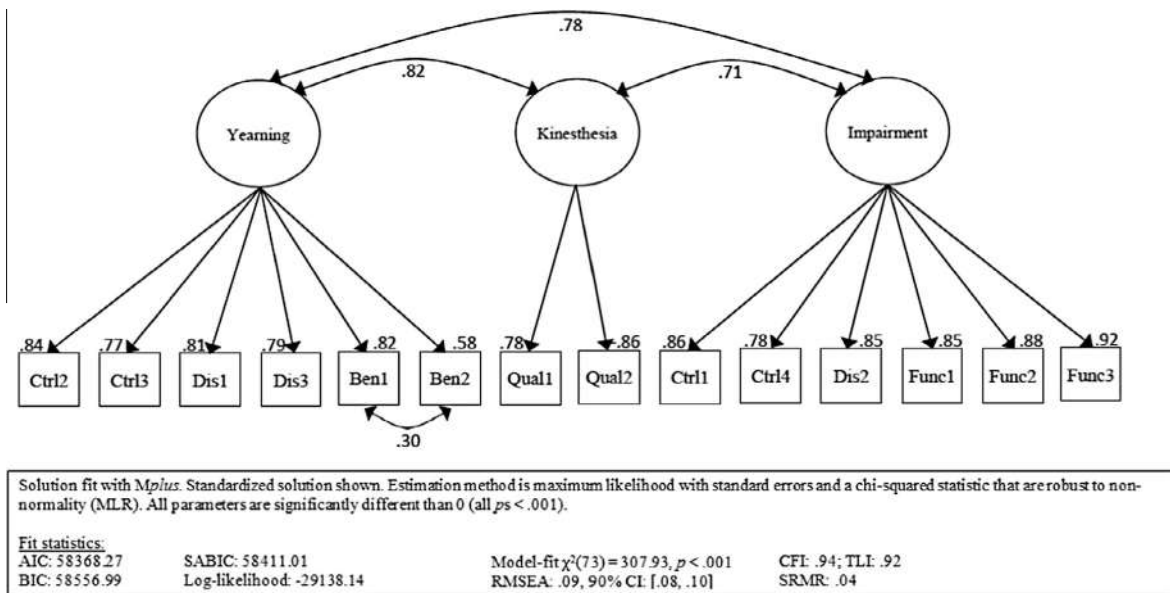 .78
.82
.71
Yearning
Kinesthesia
Impairment
.84 .77 .81 .79 .82 .58 .78 .86 .86 .78 .85 .85 .88 .92
Ctrl2 Ctrl3 Dis1 Dis3 Ben1 Ben2 Qual1 Qual2 Ctrl1 Ctrl4 Dis2 Func1 Func2 Func3
.30
Solution fit with Mplus. Standardized solution shown. Estimation method is maximum likelihood with standard errors and a chi-squared statistic that are robust to non-
normality (MLR). All parameters are significantly different than 0 (all ps < .001).
Fit statistics:
AIC: 58368.27 SABIC: 58411.01 Model-fit χ²(73) = 307.93, p < .001 CFI: .94; TLI: .92
BIC: 58556.99 Log-likelihood: -29138.14 RMSEA: .09, 90% CI: [.08, .10] SRMR: .04